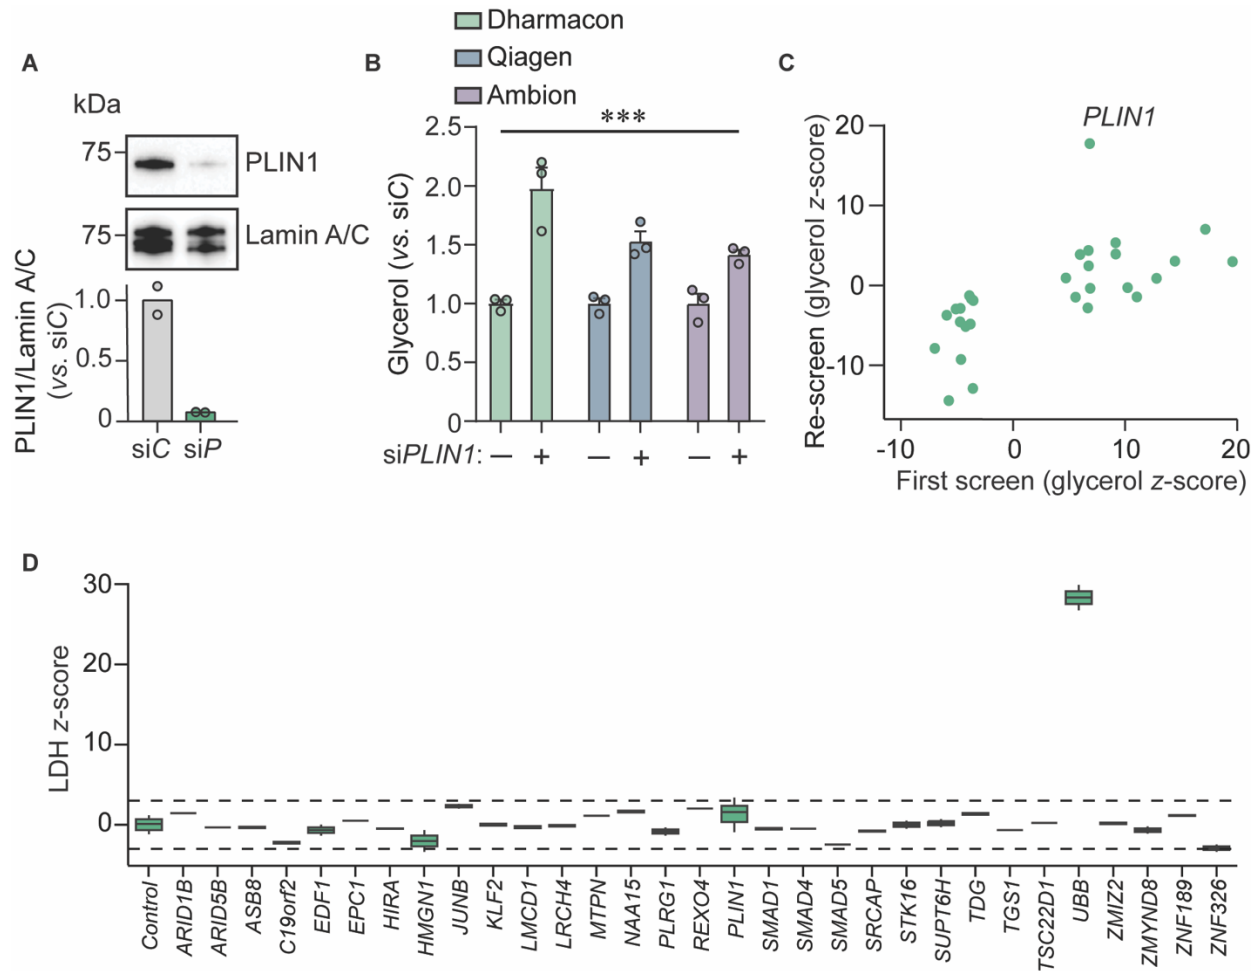 A
kDa
75
PLIN1
75
Lamin A/C
PLIN1/Lamin A/C
(vs. siC)
1.0
0.5
0
siC siP
B
Dharmacon
Qiagen
Ambion
***
Glycerol (vs. siC)
2.5
2.0
1.5
1.0
0.5
0
siPLIN1: — + — + — +
C
PLIN1
Re-screen (glycerol z-score)
20
10
0
-10
-10 0 10 20
First screen (glycerol z-score)
D
LDH z-score
30
20
10
0
Control
ARID1B
ARID5B
ASB8
C19orf2
EDF1
EPC1
HIRA
HMGN1
JUNB
KLF2
LMCD1
LRCH4
MTPN
NAA15
PLRG1
REXO4
PLIN1
SMAD1
SMAD4
SMAD5
SRCAP
STK16
SUPT6H
TDG
TGS1
TSC22D1
UBB
ZMIZ2
ZMYND8
ZNF189
ZNF326